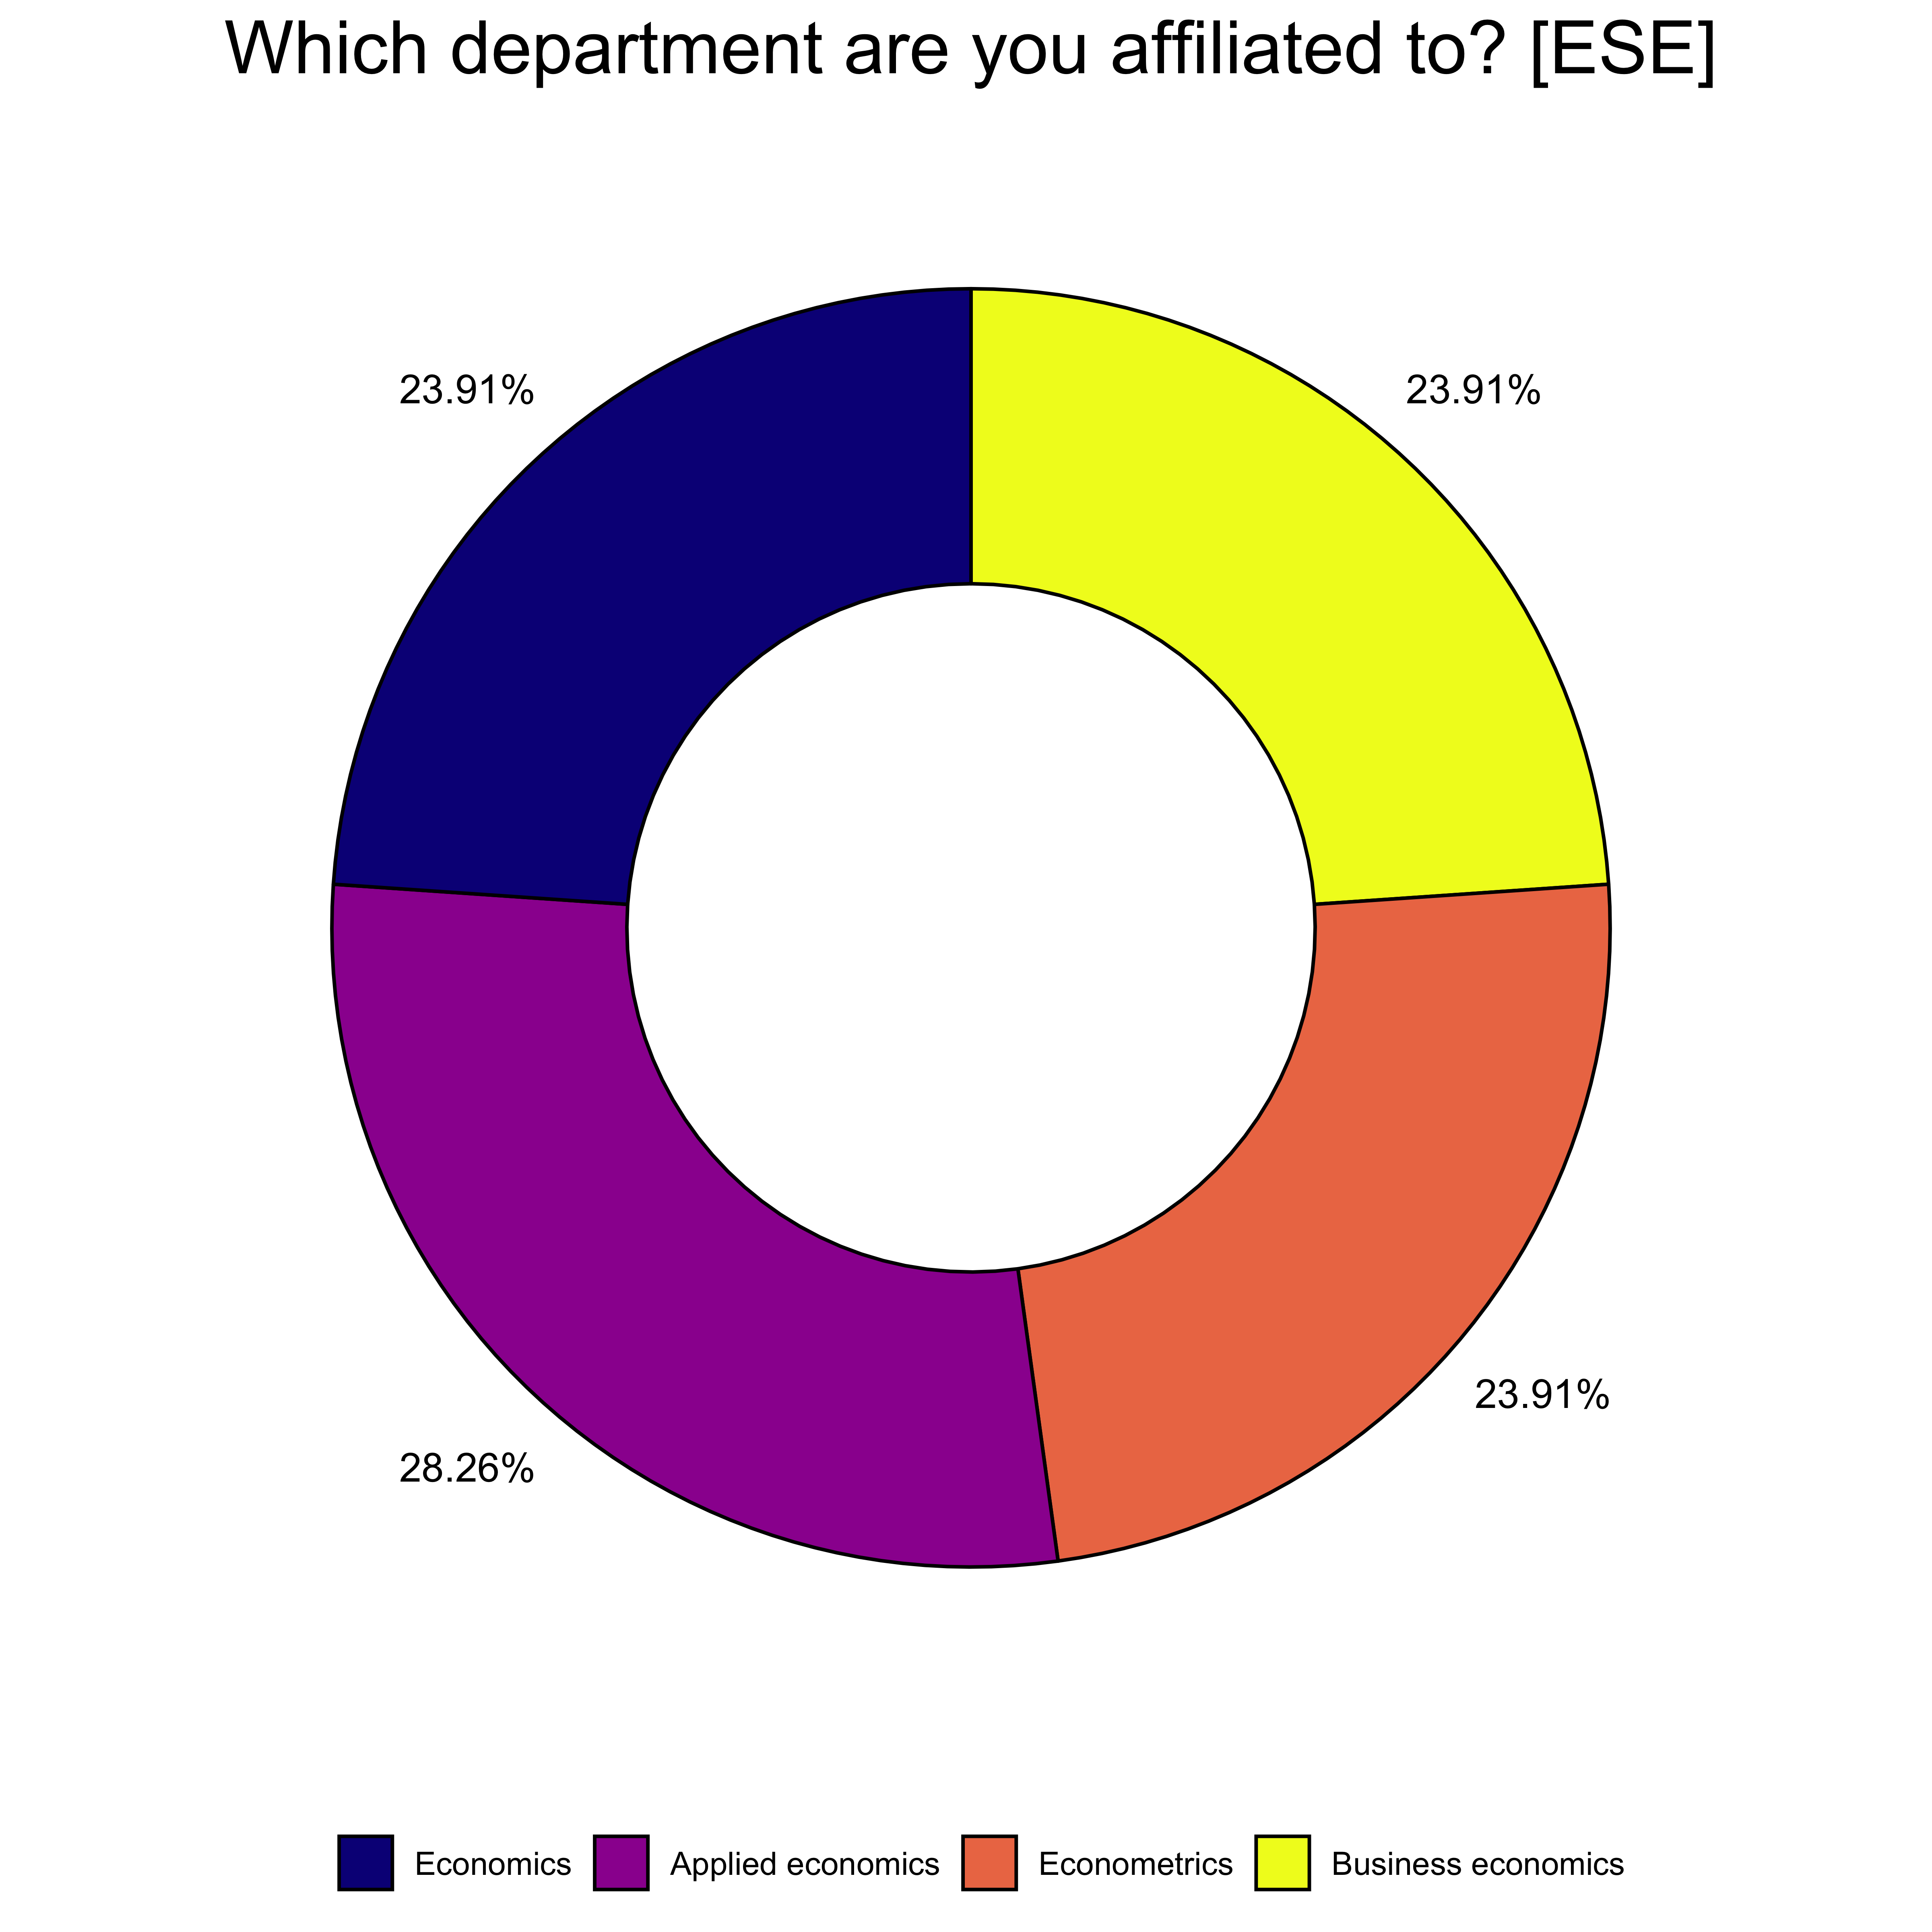 Which department are you affiliated to? [ESE]
23.91%
23.91%
23.91%
28.26%
Economics
Applied economics
Econometrics
Business economics